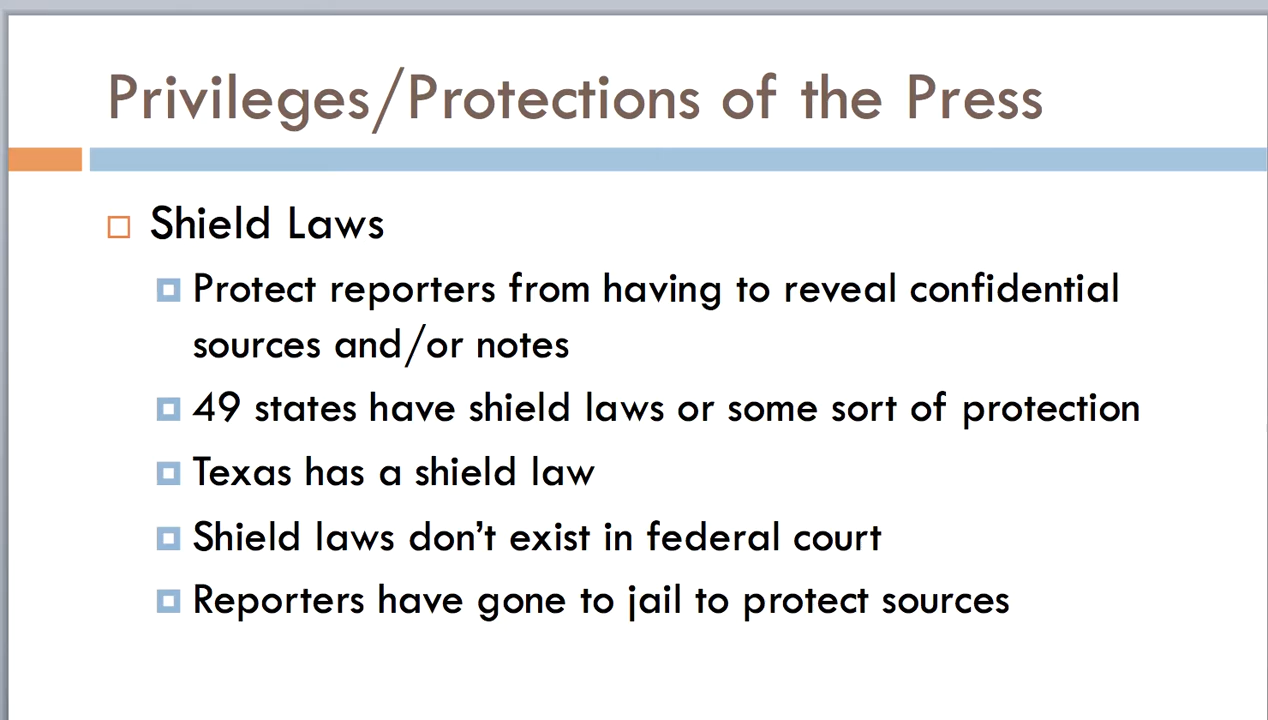 Privileges/Protections of the Press
Shield Laws
Protect reporters from having to reveal confidential
sources and/or notes
49 states have shield laws or some sort of protection
Texas has a shield law
Shield laws don’t exist in federal court
Reporters have gone to jail to protect sources